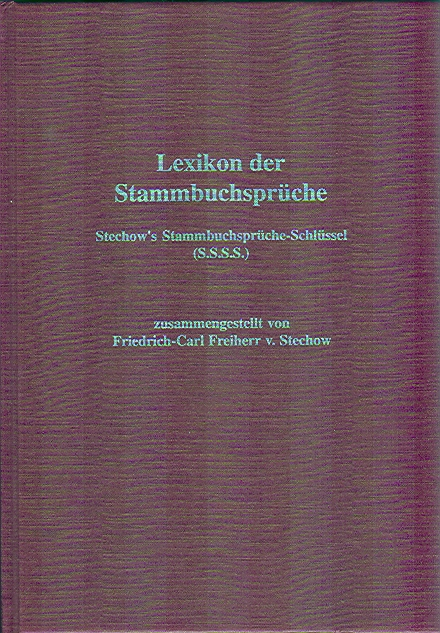 Lexikon der
Stammbuchsprüche
Stechow's Stammbuchsprüche-Schlüssel
(S.S.S.S.)
zusammengestellt von
Friedrich-Carl Freiherr v. Stechow